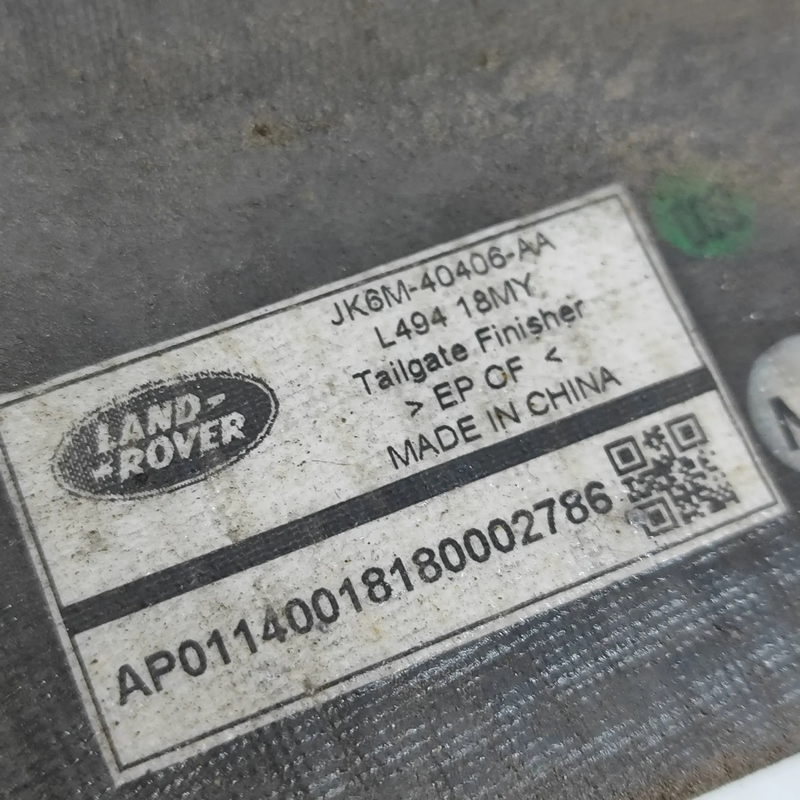 JK6M-40406-AA
L494 18MY
Tailgate Finisher
> EP CF <
MADE IN CHINA
LAND-
ROVER
AP01140018180002786